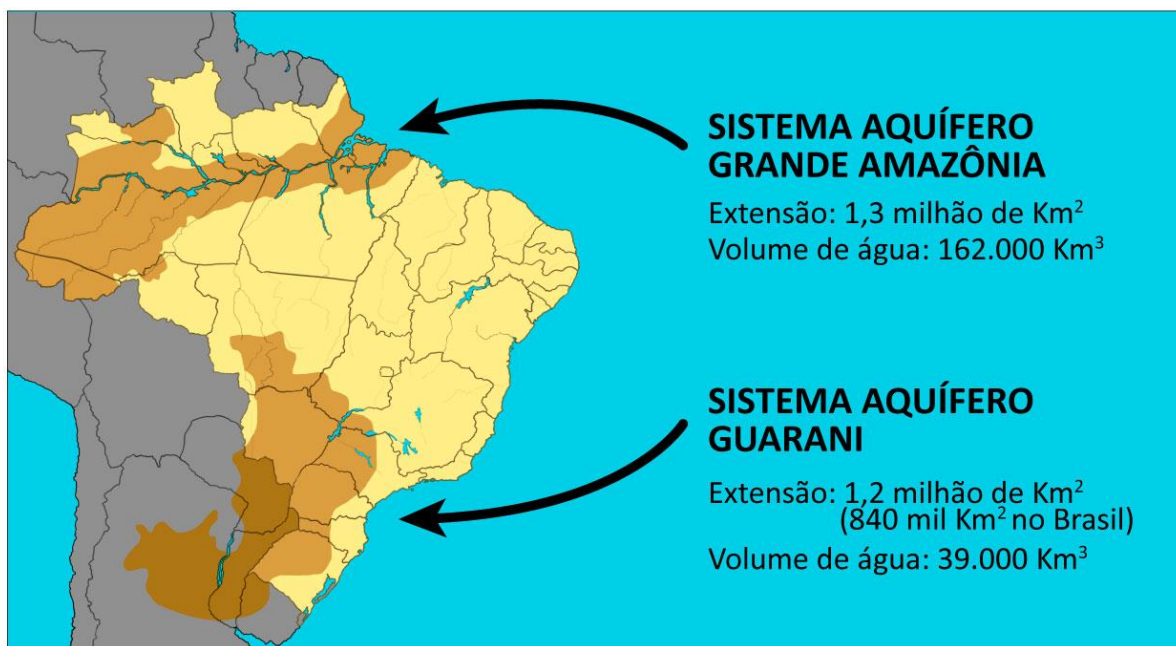 SISTEMA AQUÍFERO
GRANDE AMAZÔNIA
Extensão: 1,3 milhão de Km²
Volume de água: 162.000 Km³
SISTEMA AQUÍFERO
GUARANI
Extensão: 1,2 milhão de Km²
(840 mil Km² no Brasil)
Volume de água: 39.000 Km³